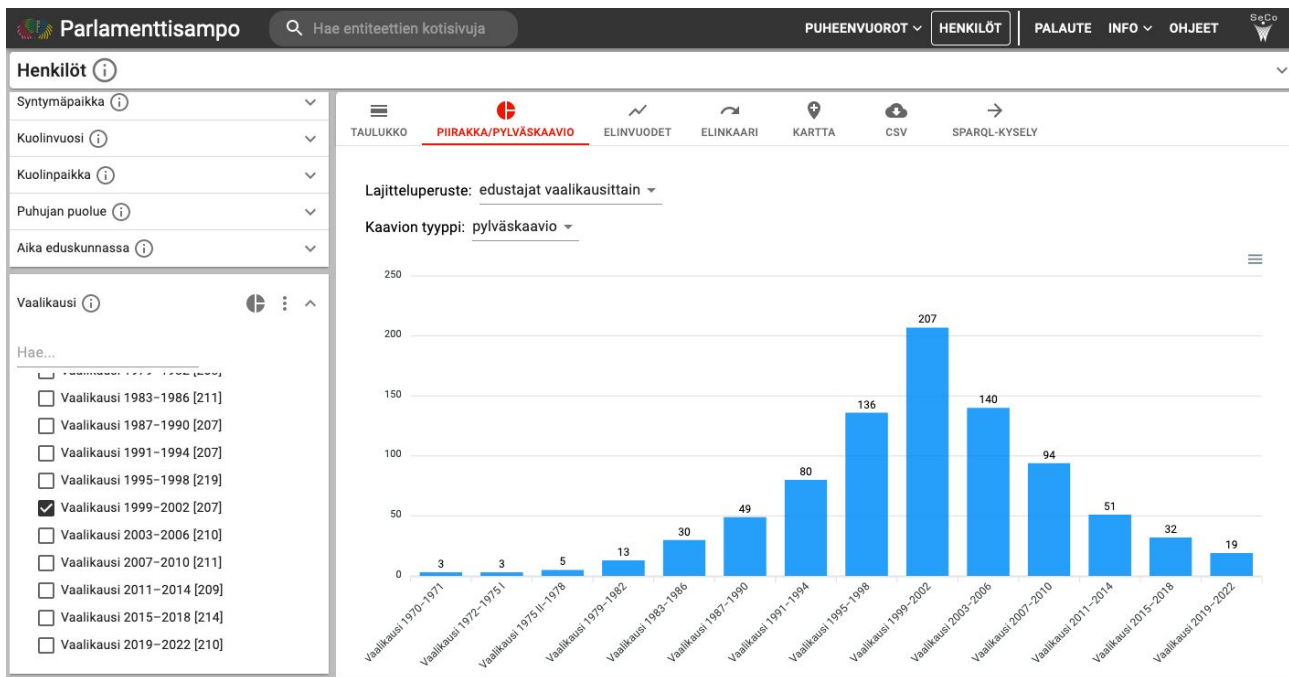 Parlamenttisampo
Hae entiteettien kotisivuja
PUHEENVUOROT
HENKILÖT
PALAUTE
INFO
OHJEET
SeCo
Henkilöt
Syntymäpaikka
Kuolinvuosi
Kuolinpaikka
Puhujan puolue
Aika eduskunnassa
Vaalikausi
Hae...
Vaalikausi 1983–1986 [211]
Vaalikausi 1987–1990 [207]
Vaalikausi 1991–1994 [207]
Vaalikausi 1995–1998 [219]
Vaalikausi 1999–2002 [207]
Vaalikausi 2003–2006 [210]
Vaalikausi 2007–2010 [211]
Vaalikausi 2011–2014 [209]
Vaalikausi 2015–2018 [214]
Vaalikausi 2019–2022 [210]
TAULUKKO
PIIRAKKA/PYLVÄSKAAVIO
ELINVUODET
ELINKAARI
KARTTA
CSV
SPARQL-KYSELY
Lajitteluperuste: edustajat vaalikausittain
Kaavion tyyppi: pylväskaavio
250
200
150
100
50
0
3
3
5
13
30
49
80
136
207
140
94
51
32
19
Vaalikausi 1970–1971
Vaalikausi 1972–1975 I
Vaalikausi 1975 II–1978
Vaalikausi 1979–1982
Vaalikausi 1983–1986
Vaalikausi 1987–1990
Vaalikausi 1991–1994
Vaalikausi 1995–1998
Vaalikausi 1999–2002
Vaalikausi 2003–2006
Vaalikausi 2007–2010
Vaalikausi 2011–2014
Vaalikausi 2015–2018
Vaalikausi 2019–2022